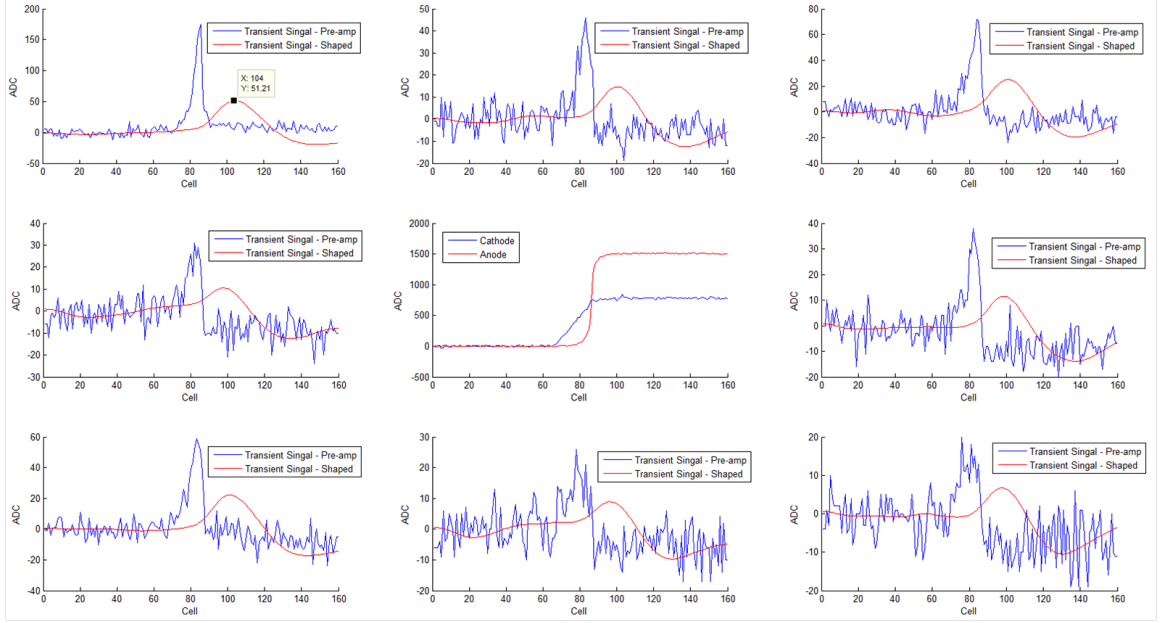 200
150
100
50
0
-50
ADC
Transient Singal - Pre-amp
Transient Singal - Shaped
X: 104
Y: 51.21
0 20 40 60 80 100 120 140 160
Cell
50
40
30
20
10
0
-10
-20
ADC
Transient Singal - Pre-amp
Transient Singal - Shaped
0 20 40 60 80 100 120 140 160
Cell
80
60
40
20
0
-20
-40
ADC
Transient Singal - Pre-amp
Transient Singal - Shaped
0 20 40 60 80 100 120 140 160
Cell
40
30
20
10
0
-10
-20
-30
ADC
Transient Singal - Pre-amp
Transient Singal - Shaped
0 20 40 60 80 100 120 140 160
Cell
2000
1500
1000
500
0
-500
ADC
Cathode
Anode
0 20 40 60 80 100 120 140 160
Cell
40
30
20
10
0
-10
-20
ADC
Transient Singal - Pre-amp
Transient Singal - Shaped
0 20 40 60 80 100 120 140 160
Cell
60
40
20
0
-20
-40
ADC
Transient Singal - Pre-amp
Transient Singal - Shaped
0 20 40 60 80 100 120 140 160
Cell
30
20
10
0
-10
-20
ADC
Transient Singal - Pre-amp
Transient Singal - Shaped
0 20 40 60 80 100 120 140 160
Cell
20
10
0
-10
-20
ADC
Transient Singal - Pre-amp
Transient Singal - Shaped
0 20 40 60 80 100 120 140 160
Cell